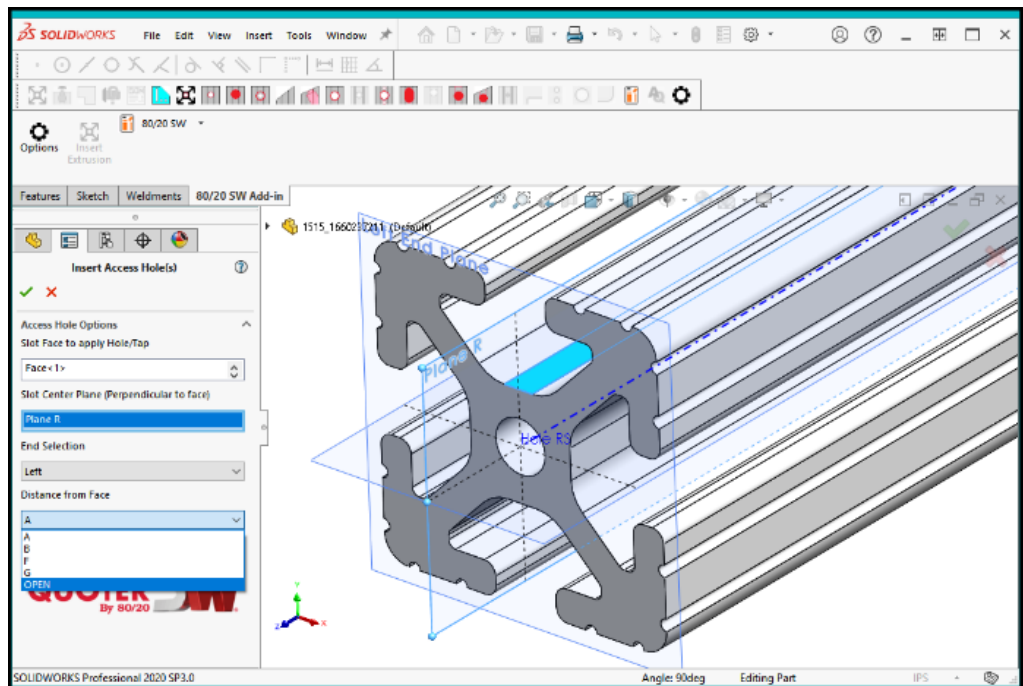 SOLIDWORKS File Edit View Insert Tools Window
Options Insert Extrusion 80/20 SW
Features Sketch Weldments 80/20 SW Add-in
(Default)
Left End Plane
Insert Access Hole(s)
Access Hole Options
Slot Face to apply Hole/Tap
Plane R
Face<1>
Slot Center Plane (Perpendicular to face)
Plane R
Hole RS
End Selection
Left
Distance from Face
A
A
B
F
G
OPEN
By 80/20
Y
Z X
SOLIDWORKS Professional 2020 SP3.0 Angle: 90deg Editing Part IPS